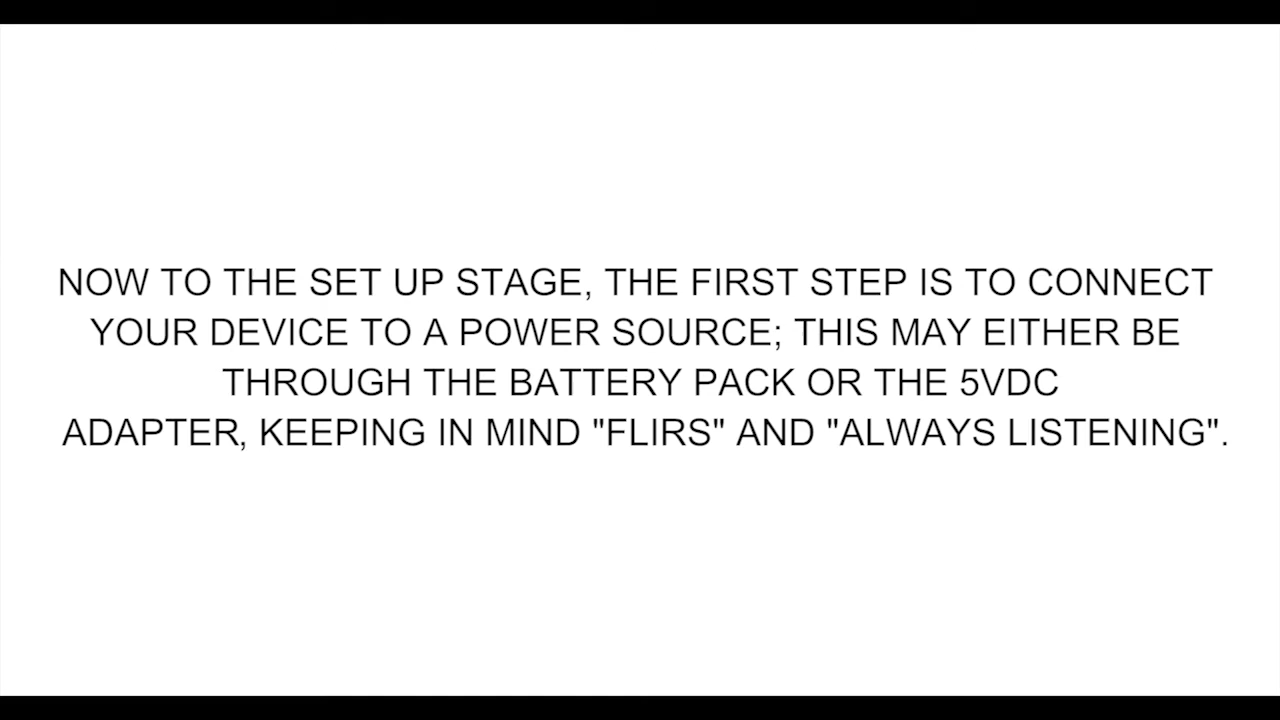 NOW TO THE SET UP STAGE, THE FIRST STEP IS TO CONNECT
YOUR DEVICE TO A POWER SOURCE; THIS MAY EITHER BE
THROUGH THE BATTERY PACK OR THE 5VDC
ADAPTER, KEEPING IN MIND "FLIRS" AND "ALWAYS LISTENING".